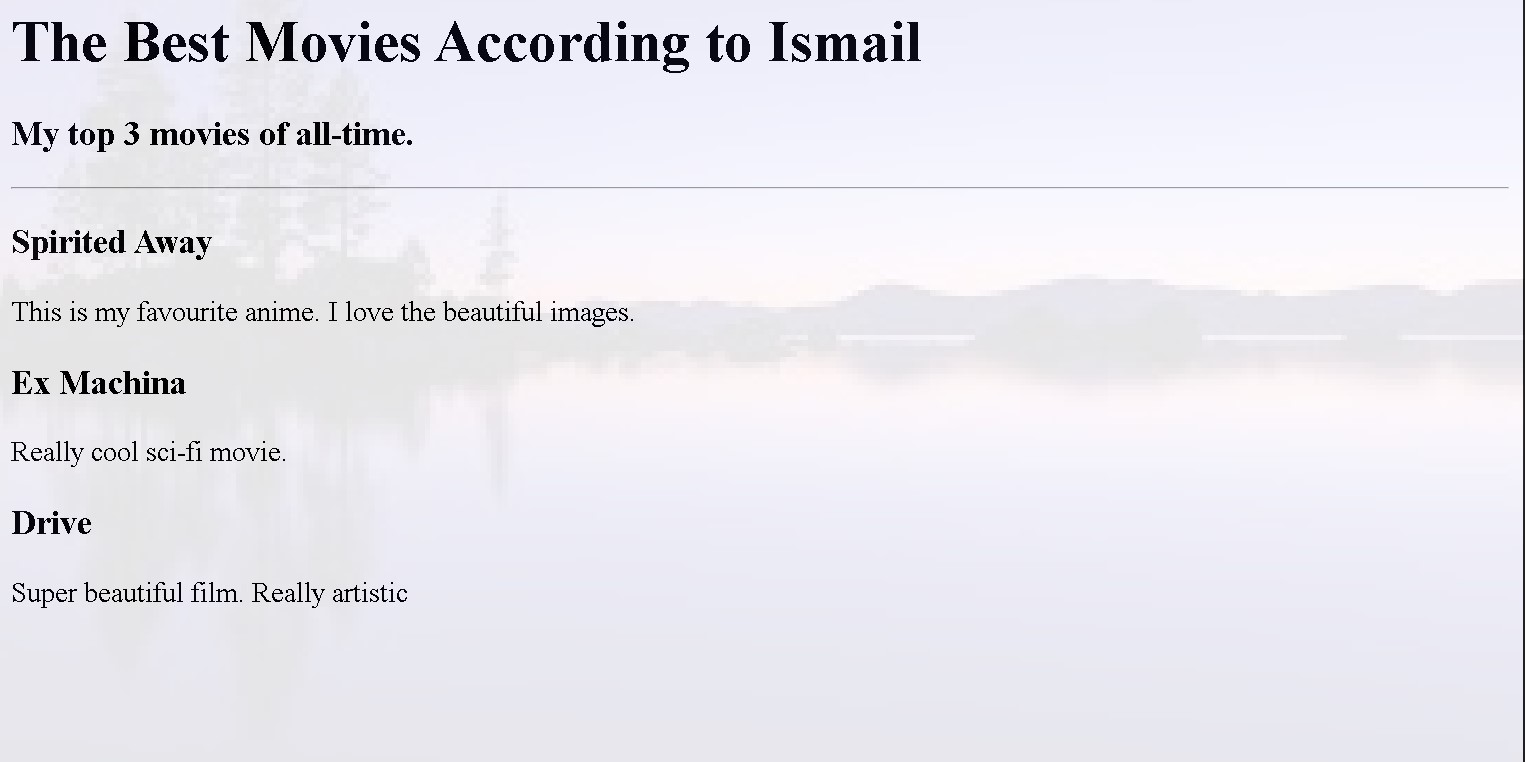 The Best Movies According to Ismail
My top 3 movies of all-time.
Spirited Away
This is my favourite anime. I love the beautiful images.
Ex Machina
Really cool sci-fi movie.
Drive
Super beautiful film. Really artistic